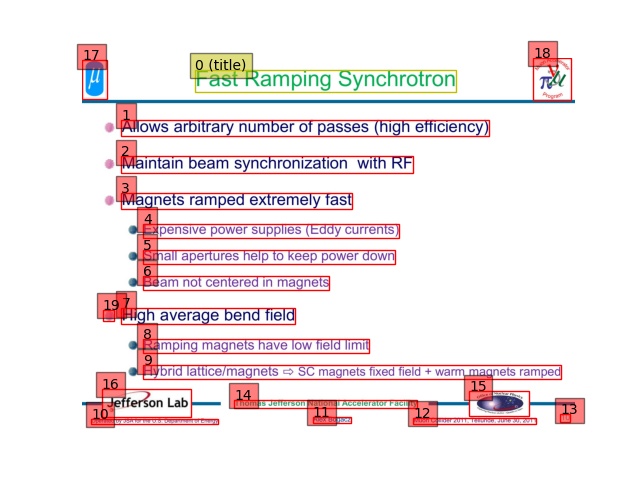 17
18
0 (title)
μ
Fast Ramping Synchrotron
πμ
Program
1
Allows arbitrary number of passes (high efficiency)
2
Maintain beam synchronization with RF
3
Magnets ramped extremely fast
4
Expensive power supplies (Eddy currents)
5
Small apertures help to keep power down
6
Beam not centered in magnets
19 7
High average bend field
8
Ramping magnets have low field limit
9
Hybrid lattice/magnets ⇨ SC magnets fixed field + warm magnets ramped
16
15
14
Jefferson Lab
Thomas Jefferson National Accelerator Facility
10
11
12
13
Operated by JSA for the U.S. Department of Energy
Alex Bogacz
Muon Collider 2011, Telluride, June 30, 2011